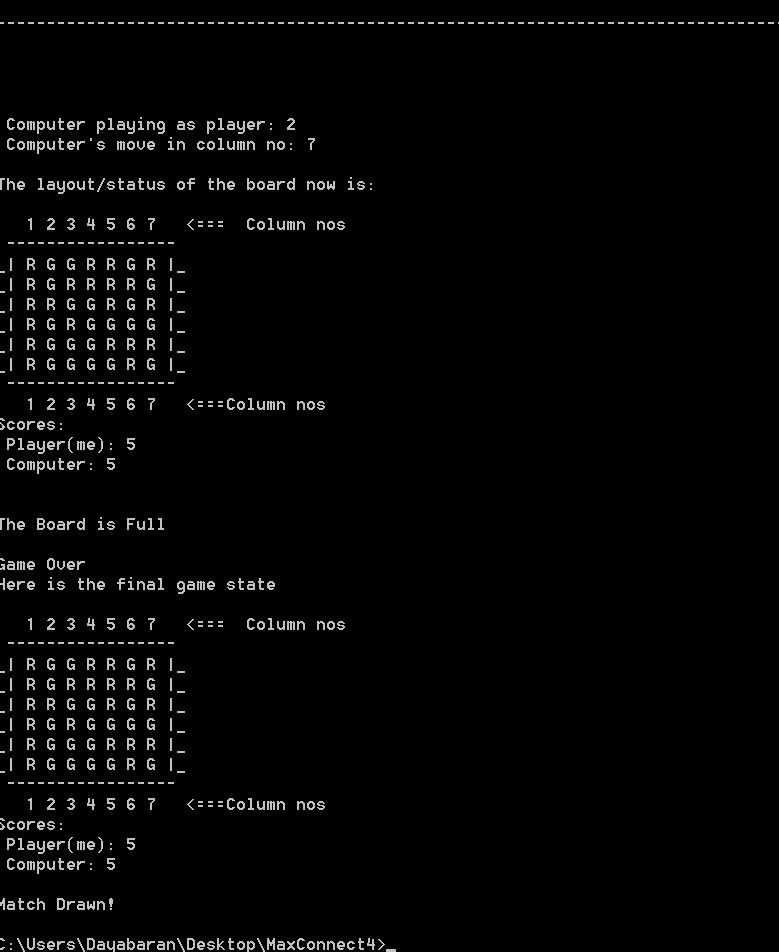 --------------------------------------------------------------------------------
Computer playing as player: 2
Computer's move in column no: 7
The layout/status of the board now is:
1 2 3 4 5 6 7 <=== Column nos
-----------------
_| R G G R R G R |_
_| R G R R R R G |_
_| R R G G R G R |_
_| R G R G G G G |_
_| R G G G R R R |_
_| R G G G G R G |_
-----------------
1 2 3 4 5 6 7 <===Column nos
Scores:
Player(me): 5
Computer: 5
The Board is Full
Game Over
Here is the final game state
1 2 3 4 5 6 7 <=== Column nos
-----------------
_| R G G R R G R |_
_| R G R R R R G |_
_| R R G G R G R |_
_| R G R G G G G |_
_| R G G G R R R |_
_| R G G G G R G |_
-----------------
1 2 3 4 5 6 7 <===Column nos
Scores:
Player(me): 5
Computer: 5
Match Drawn!
C:\Users\Dayabaran\Desktop\MaxConnect4>_